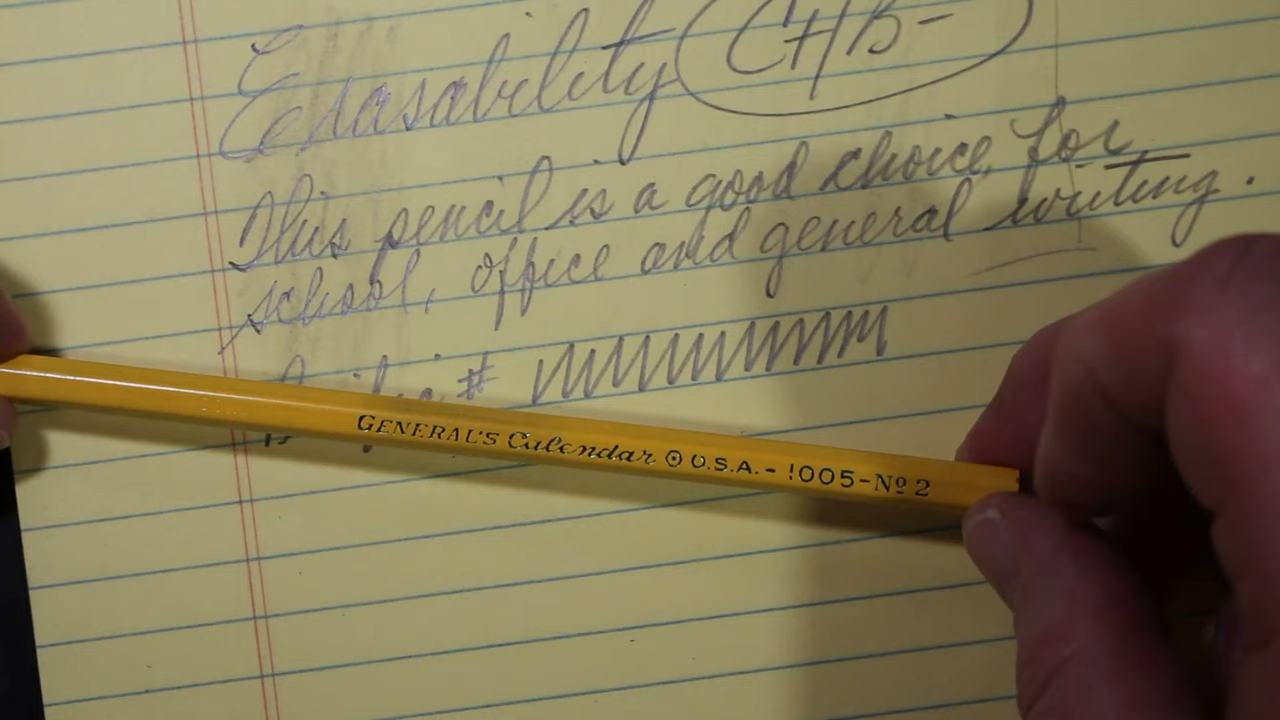 Erasability CHB-
This pencil is a good choice for
school, office and general writing.
#
GENERAL'S Calendar U.S.A.- 1005-No 2